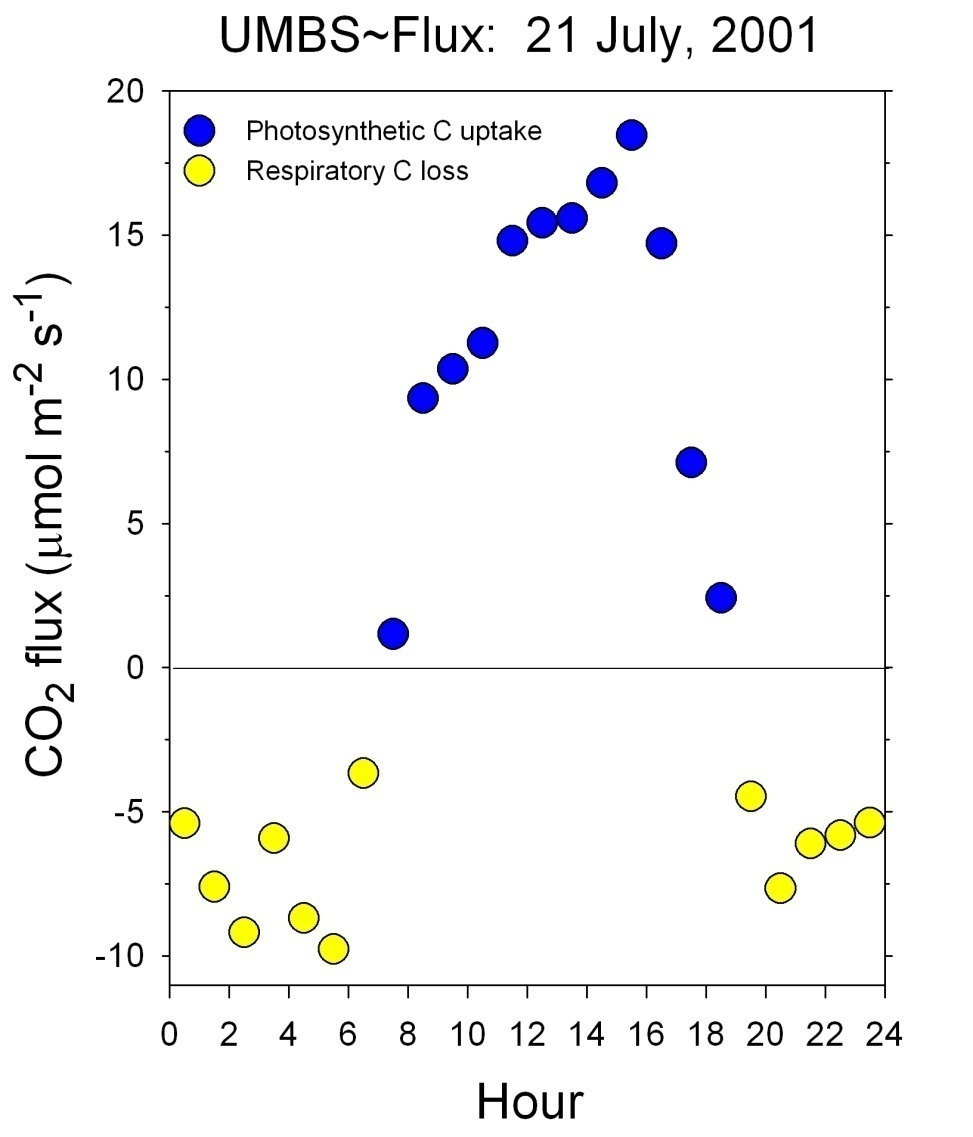 UMBS~Flux: 21 July, 2001
20
Photosynthetic C uptake
Respiratory C loss
15
10
5
0
-5
-10
CO2 flux (μmol m-2 s-1)
0 2 4 6 8 10 12 14 16 18 20 22 24
Hour